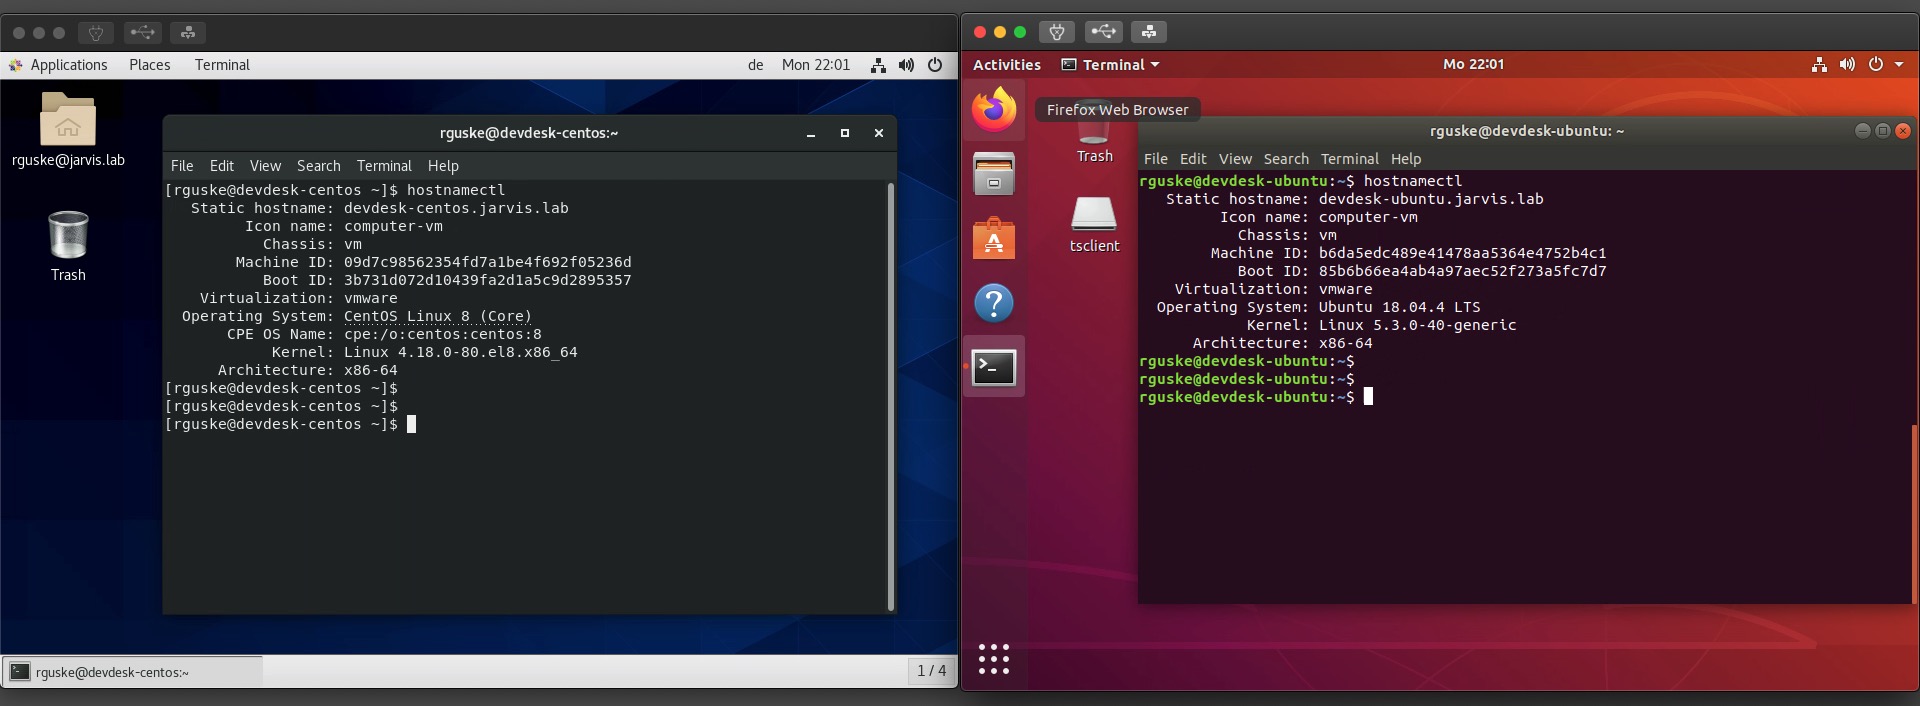 Applications Places Terminal
de Mon 22:01
rguske@jarvis.lab
Trash
rguske@devdesk-centos:~
File Edit View Search Terminal Help
[rguske@devdesk-centos ~]$ hostnamectl
Static hostname: devdesk-centos.jarvis.lab
Icon name: computer-vm
Chassis: vm
Machine ID: 09d7c98562354fd7a1be4f692f05236d
Boot ID: 3b731d072d10439fa2d1a5c9d2895357
Virtualization: vmware
Operating System: CentOS Linux 8 (Core)
CPE OS Name: cpe:/o:centos:centos:8
Kernel: Linux 4.18.0-80.el8.x86_64
Architecture: x86-64
[rguske@devdesk-centos ~]$
[rguske@devdesk-centos ~]$
[rguske@devdesk-centos ~]$
rguske@devdesk-centos:~
1 / 4
Activities Terminal
Mo 22:01
Firefox Web Browser
Trash
tsclient
rguske@devdesk-ubuntu: ~
File Edit View Search Terminal Help
rguske@devdesk-ubuntu:~$ hostnamectl
Static hostname: devdesk-ubuntu.jarvis.lab
Icon name: computer-vm
Chassis: vm
Machine ID: b6da5edc489e41478aa5364e4752b4c1
Boot ID: 85b6b66ea4ab4a97aec52f273a5fc7d7
Virtualization: vmware
Operating System: Ubuntu 18.04.4 LTS
Kernel: Linux 5.3.0-40-generic
Architecture: x86-64
rguske@devdesk-ubuntu:~$
rguske@devdesk-ubuntu:~$
rguske@devdesk-ubuntu:~$